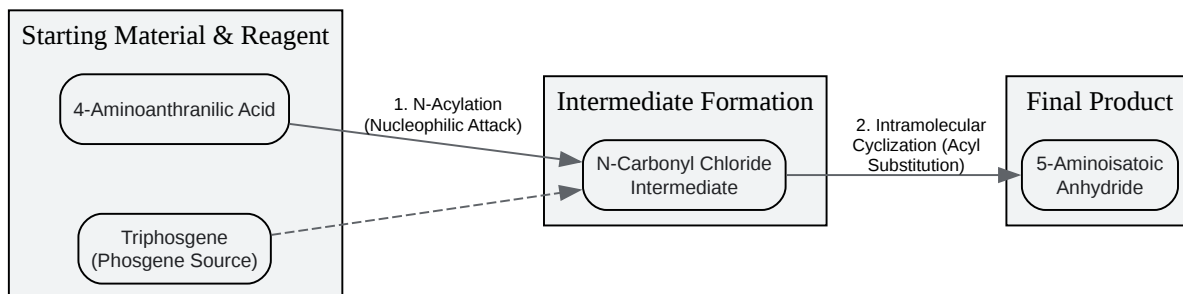 Starting Material & Reagent
4-Aminoanthranilic Acid
Triphosgene
(Phosgene Source)
1. N-Acylation
(Nucleophilic Attack)
Intermediate Formation
N-Carbonyl Chloride
Intermediate
2. Intramolecular
Cyclization (Acyl
Substitution)
Final Product
5-Aminoisatoic
Anhydride